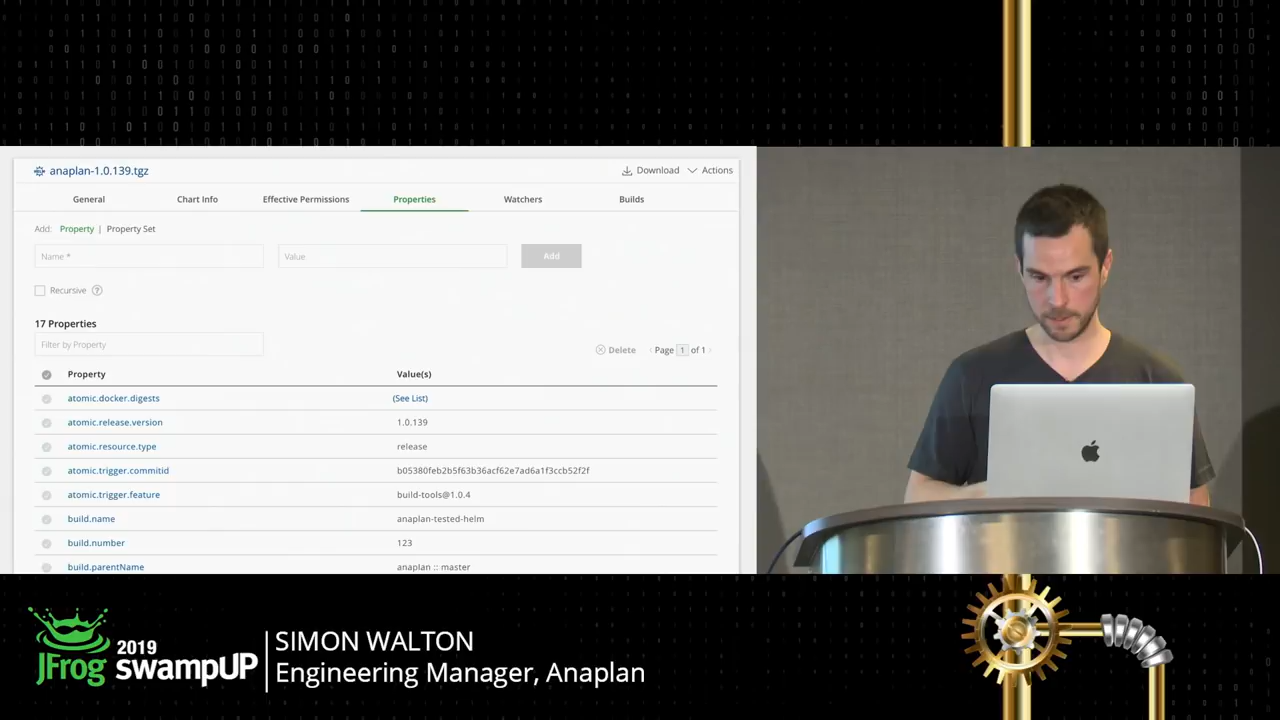 anaplan-1.0.139.tgz
Download Actions
General Chart Info Effective Permissions Properties Watchers Builds
Add: Property | Property Set
Name * Value Add
Recursive ?
17 Properties
Filter by Property
Delete Page 1 of 1
Property Value(s)
atomic.docker.digests (See List)
atomic.release.version 1.0.139
atomic.resource.type release
atomic.trigger.commitid b05380feb2b5f63b36acf62e7ad6a1f3ccb52f2f
atomic.trigger.feature build-tools@1.0.4
build.name anaplan-tested-helm
build.number 123
build.parentName anaplan :: master
JFrog 2019 swampUP
SIMON WALTON
Engineering Manager, Anaplan